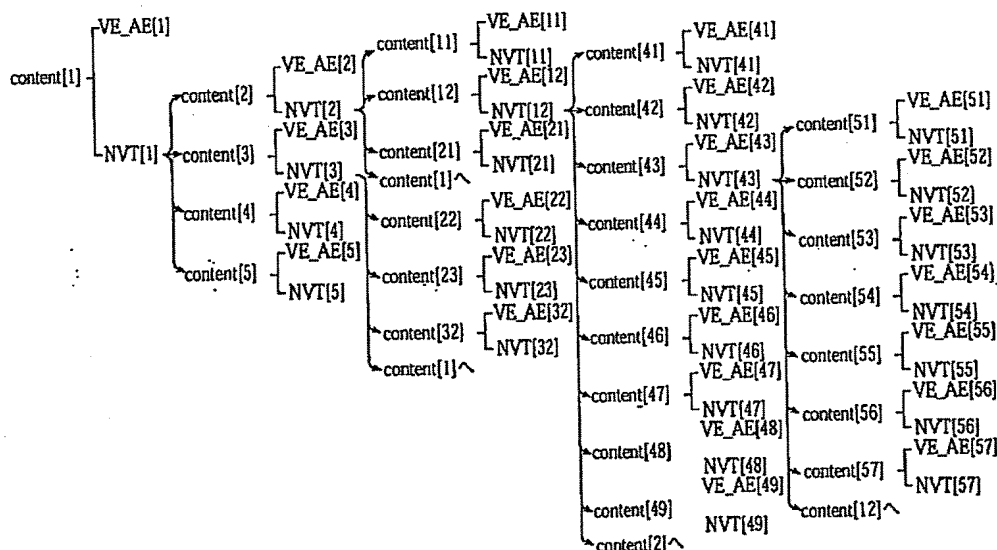 content[1]
VE_AE[1]
NVT[1]
content[2]
VE_AE[2]
NVT[2]
content[3]
VE_AE[3]
NVT[3]
content[4]
VE_AE[4]
NVT[4]
content[5]
VE_AE[5]
NVT[5]
content[11]
VE_AE[11]
NVT[11]
content[12]
VE_AE[12]
NVT[12]
content[21]
VE_AE[21]
NVT[21]
content[1]^
content[22]
VE_AE[22]
NVT[22]
content[23]
VE_AE[23]
NVT[23]
content[32]
VE_AE[32]
NVT[32]
content[1]^
content[41]
VE_AE[41]
NVT[41]
content[42]
VE_AE[42]
NVT[42]
content[43]
VE_AE[43]
NVT[43]
content[44]
VE_AE[44]
NVT[44]
content[45]
VE_AE[45]
NVT[45]
content[46]
VE_AE[46]
NVT[46]
content[47]
VE_AE[47]
NVT[47]
content[48]
VE_AE[48]
NVT[48]
content[49]
VE_AE[49]
NVT[49]
content[2]^
content[51]
VE_AE[51]
NVT[51]
content[52]
VE_AE[52]
NVT[52]
content[53]
VE_AE[53]
NVT[53]
content[54]
VE_AE[54]
NVT[54]
content[55]
VE_AE[55]
NVT[55]
content[56]
VE_AE[56]
NVT[56]
content[57]
VE_AE[57]
NVT[57]
content[12]^